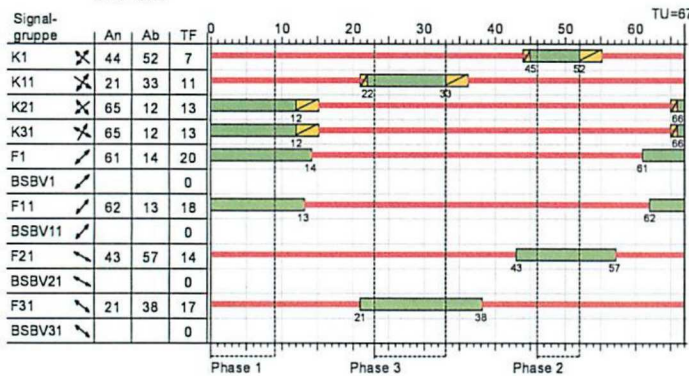 TU=67
Signal-
gruppe An Ab TF 0 10 20 30 40 50 60
K1 44 52 7 45 52
K11 21 33 11 22 33
K21 65 12 13 12 66
K31 65 12 13 12 66
F1 61 14 20 14 61
BSBV1 0
F11 62 13 18 13 62
BSBV11 0
F21 43 57 14 43 57
BSBV21 0
F31 21 38 17 21 38
BSBV31 0
Phase 1 Phase 3 Phase 2